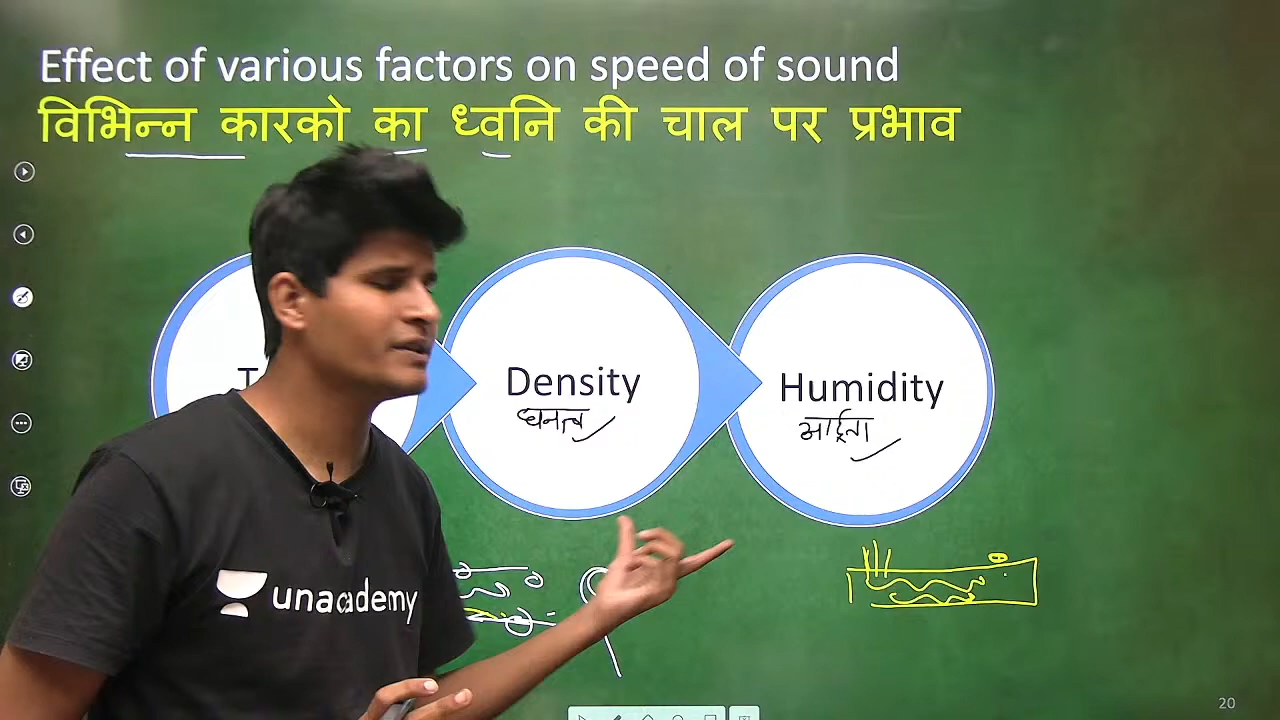 Effect of various factors on speed of sound
विभिन्न कारको का ध्वनि की चाल पर प्रभाव
Density
घनत्व
Humidity
आर्द्रता
unacademy
20